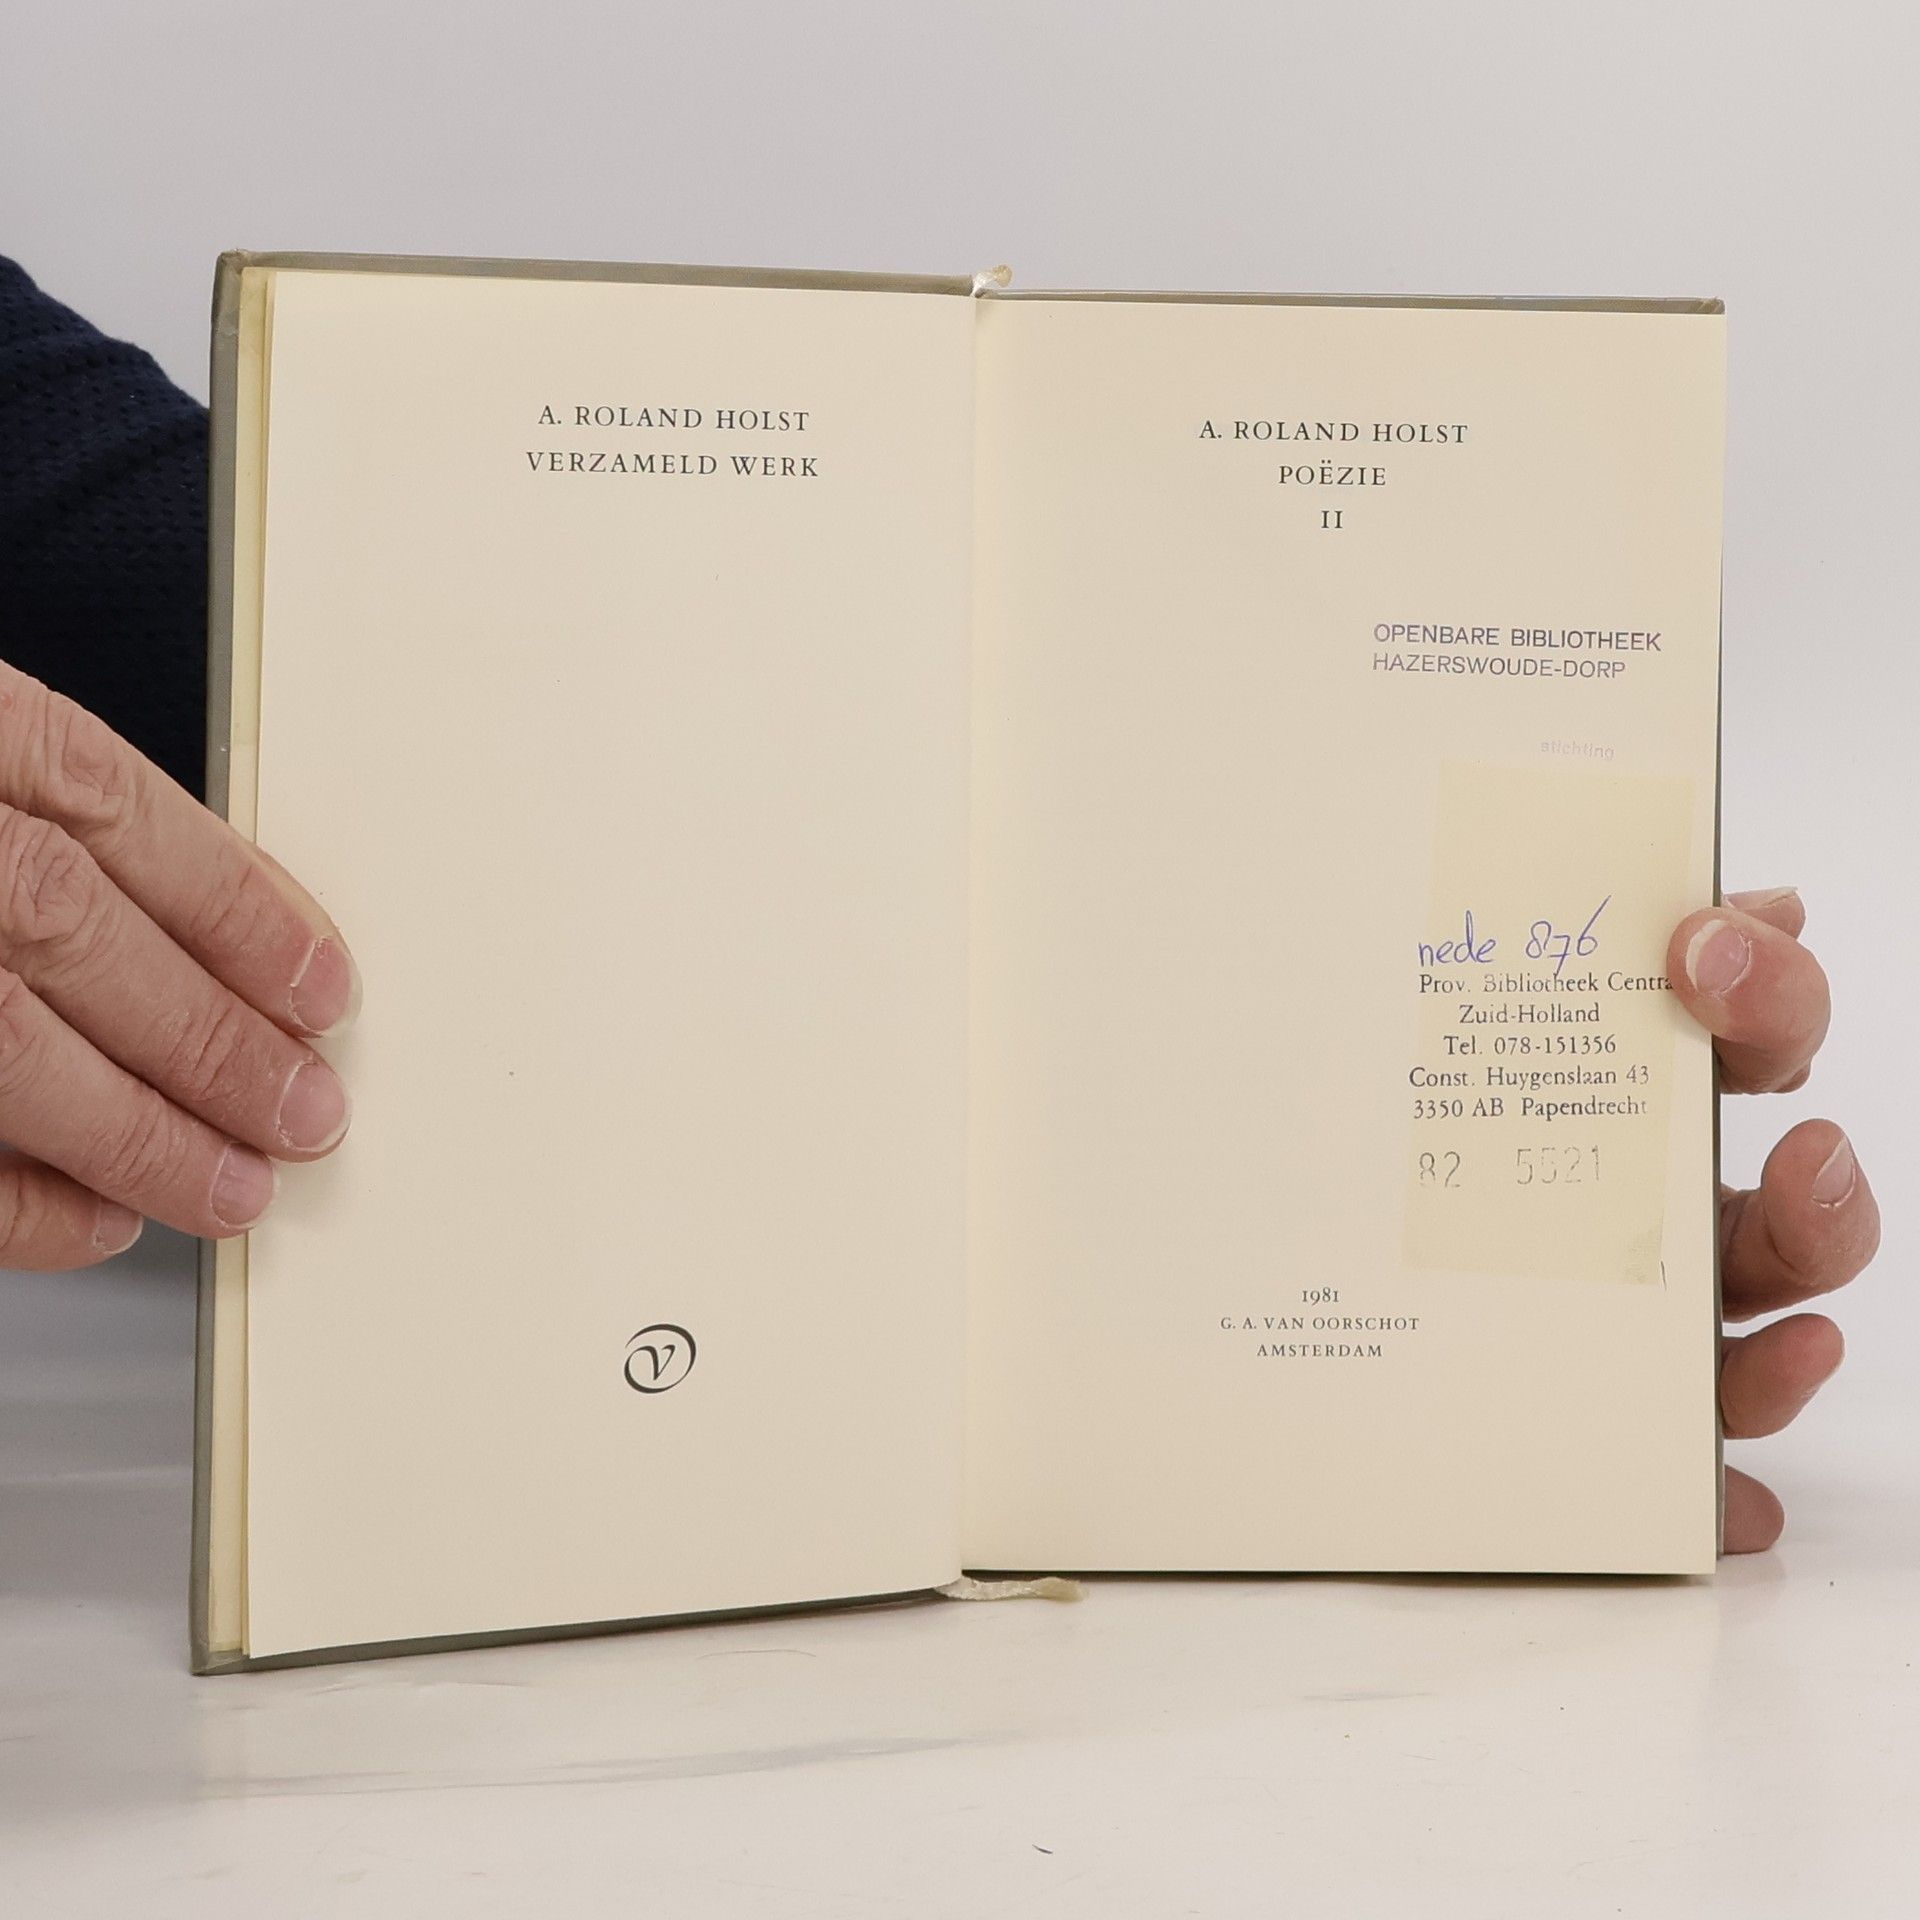 A. ROLAND HOLST
VERZAMELD WERK
V
A. ROLAND HOLST
POËZIE
II
OPENBARE BIBLIOTHEEK
HAZERSWOUDE-DORP
stichting
nede 876
Prov. Bibliotheek Centra
Zuid-Holland
Tel. 078-151356
Const. Huygenslaan 43
3350 AB Papendrecht
82 5521
1981
G. A. VAN OORSCHOT
AMSTERDAM